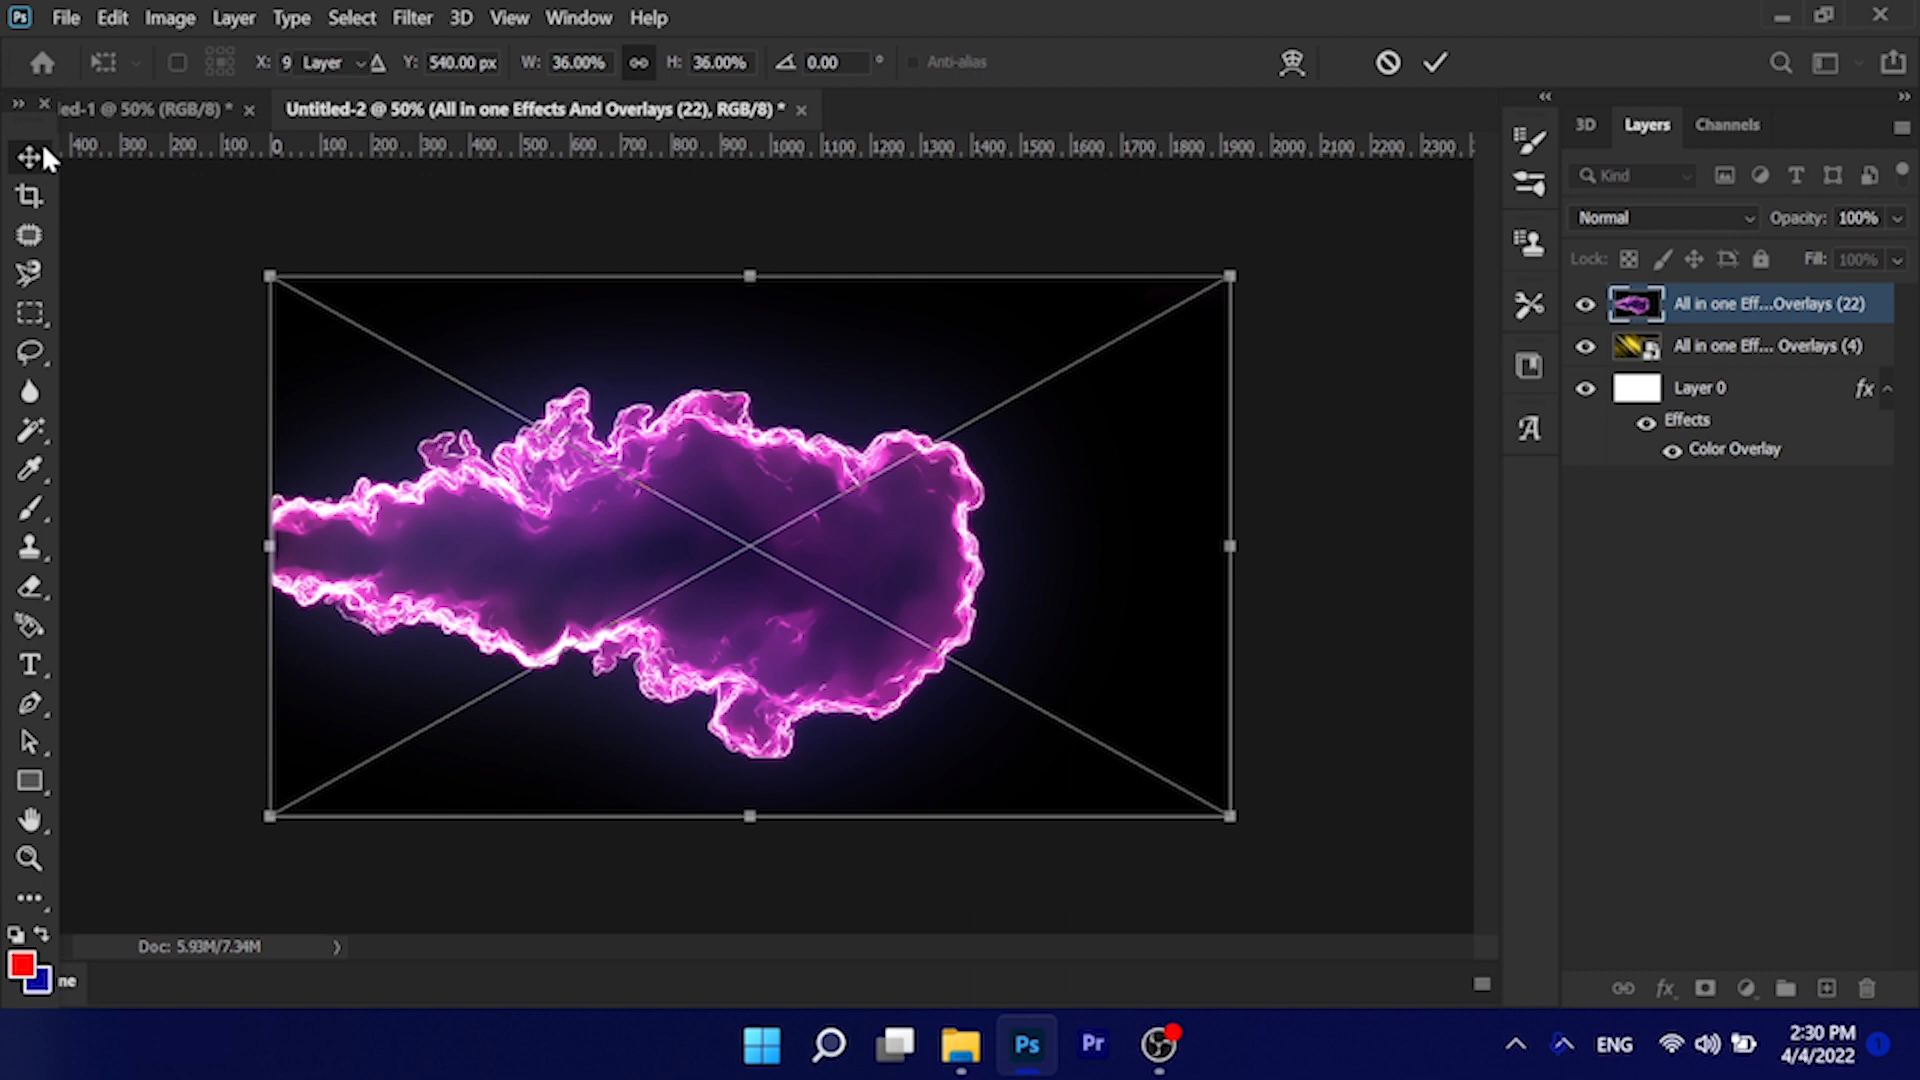 Ps File Edit Image Layer Type Select Filter 3D View Window Help
X: 9 Layer Y: 540.00 px W: 36.00% H: 36.00% 0.00 ° Anti-alias
ed-1 @ 50% (RGB/8) * Untitled-2 @ 50% (All in one Effects And Overlays (22), RGB/8) *
400 300 200 100 0 100 200 300 400 500 600 700 800 900 1000 1100 1200 1300 1400 1500 1600 1700 1800 1900 2000 2100 2200 2300
3D Layers Channels
Kind
Normal Opacity: 100%
Lock: Fill: 100%
All in one Eff...Overlays (22)
All in one Eff... Overlays (4)
Layer 0 fx
Effects
Color Overlay
Doc: 5.93M/7.34M
ne
fx
Ps Pr ENG 2:30 PM
4/4/2022
1